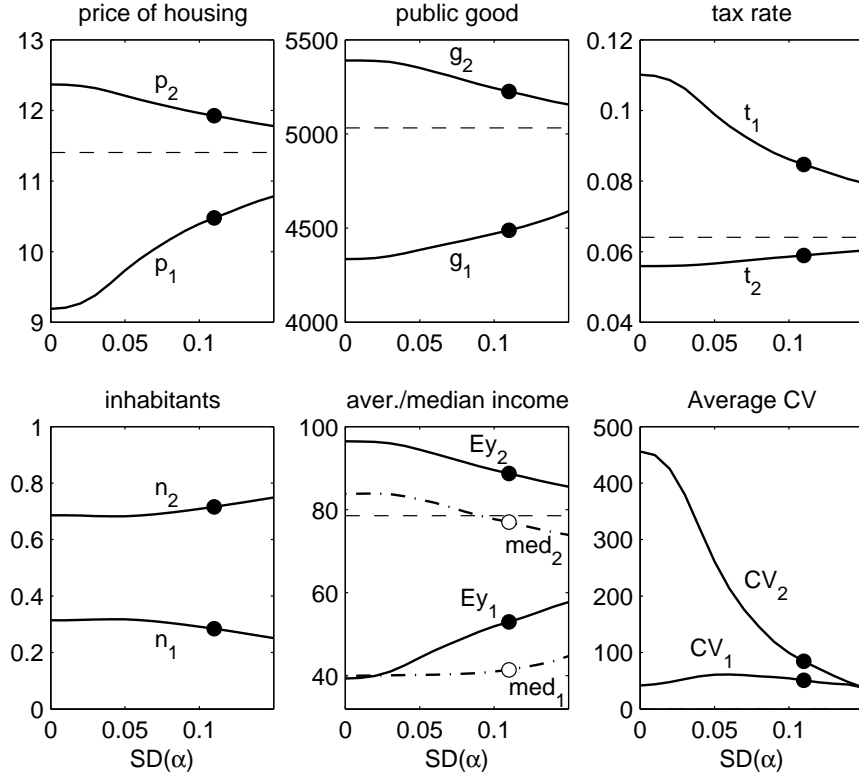 price of housing
public good
tax rate
13
12
11
10
9
p2
p1
0
0.05
0.1
5500
5000
4500
4000
g2
g1
0
0.05
0.1
0.12
0.1
0.08
0.06
0.04
t1
t2
0
0.05
0.1
inhabitants
aver./median income
Average CV
1
0.8
0.6
0.4
0.2
0
n2
n1
0
0.05
0.1
SD(α)
100
80
60
40
Ey2
med2
Ey1
med1
0
0.05
0.1
SD(α)
500
450
400
350
300
250
200
150
100
50
0
CV2
CV1
0
0.05
0.1
SD(α)